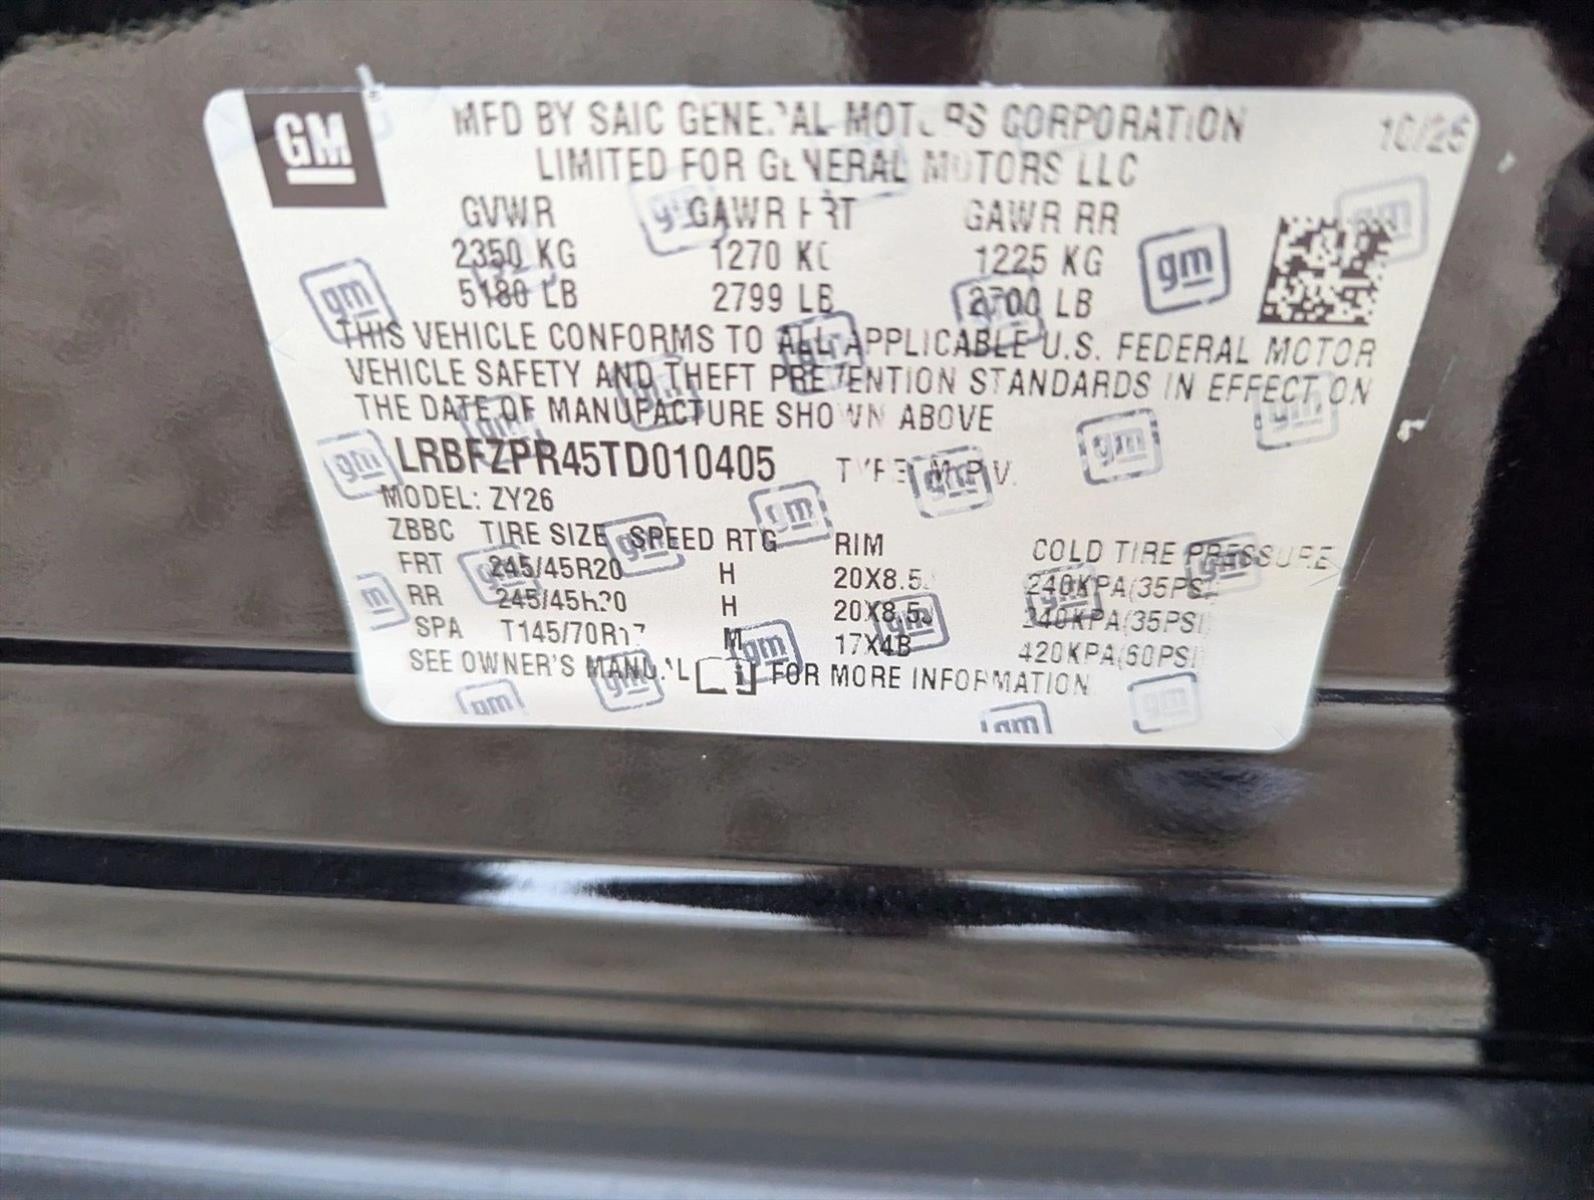 GM
MFD BY SAIC GENERAL MOTORS CORPORATION 10/25
LIMITED FOR GENERAL MOTORS LLC
GVWR GAWR FRT GAWR RR
2350 KG 1270 KG 1225 KG
5180 LB 2799 LB 2700 LB
THIS VEHICLE CONFORMS TO ALL APPLICABLE U.S. FEDERAL MOTOR
VEHICLE SAFETY AND THEFT PREVENTION STANDARDS IN EFFECT ON
THE DATE OF MANUFACTURE SHOWN ABOVE
LRBFZPR45TD010405 TYPE: M.P.V.
MODEL: ZY26
ZBBC TIRE SIZE SPEED RTG RIM COLD TIRE PRESSURE
FRT 245/45R20 H 20X8.5J 240KPA(35PSI)
RR 245/45R20 H 20X8.5J 240KPA(35PSI)
SPA T145/70R17 M 17X4B 420KPA(60PSI)
SEE OWNER'S MANUAL i FOR MORE INFORMATION